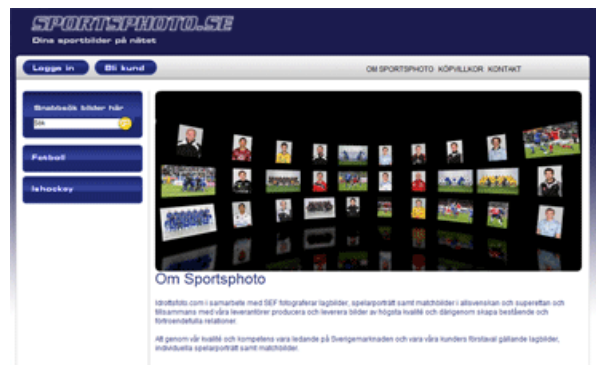 SPORTSPHOTO.SE
Dina sportbilder på nätet
Logga in
Bli kund
OM SPORTSPHOTO KÖPVILLKOR KONTAKT
Snabbsök bilder här
Sök
Fotboll
Ishockey
Om Sportsphoto
Idrottsfoto.com i samarbete med SEF fotograferar lagbilder, spelarporträtt samt matchbilder i allsvenskan och superettan och
tillsammans med våra leverantörer producera och leverera bilder av högsta kvalité och därigenom skapa bestående och
förtroendefulla relationer.
Att genom vår kvalité och kompetens vara ledande på Sverigemarknaden och vara våra kunders förstaval gällande lagbilder,
individuella spelarporträtt samt matchbilder.